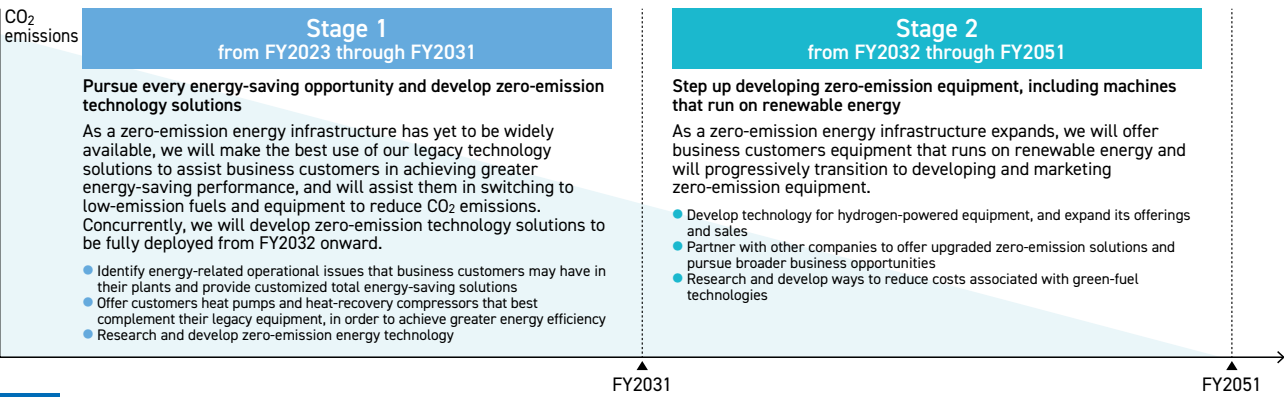 CO2
emissions
Stage 1
from FY2023 through FY2031
Pursue every energy-saving opportunity and develop zero-emission
technology solutions
As a zero-emission energy infrastructure has yet to be widely
available, we will make the best use of our legacy technology
solutions to assist business customers in achieving greater
energy-saving performance, and will assist them in switching to
low-emission fuels and equipment to reduce CO2 emissions.
Concurrently, we will develop zero-emission technology solutions to
be fully deployed from FY2032 onward.
● Identify energy-related operational issues that business customers may have in
their plants and provide customized total energy-saving solutions
● Offer customers heat pumps and heat-recovery compressors that best
complement their legacy equipment, in order to achieve greater energy efficiency
● Research and develop zero-emission energy technology
Stage 2
from FY2032 through FY2051
Step up developing zero-emission equipment, including machines
that run on renewable energy
As a zero-emission energy infrastructure expands, we will offer
business customers equipment that runs on renewable energy and
will progressively transition to developing and marketing
zero-emission equipment.
● Develop technology for hydrogen-powered equipment, and expand its offerings
and sales
● Partner with other companies to offer upgraded zero-emission solutions and
pursue broader business opportunities
● Research and develop ways to reduce costs associated with green-fuel
technologies
FY2031
FY2051